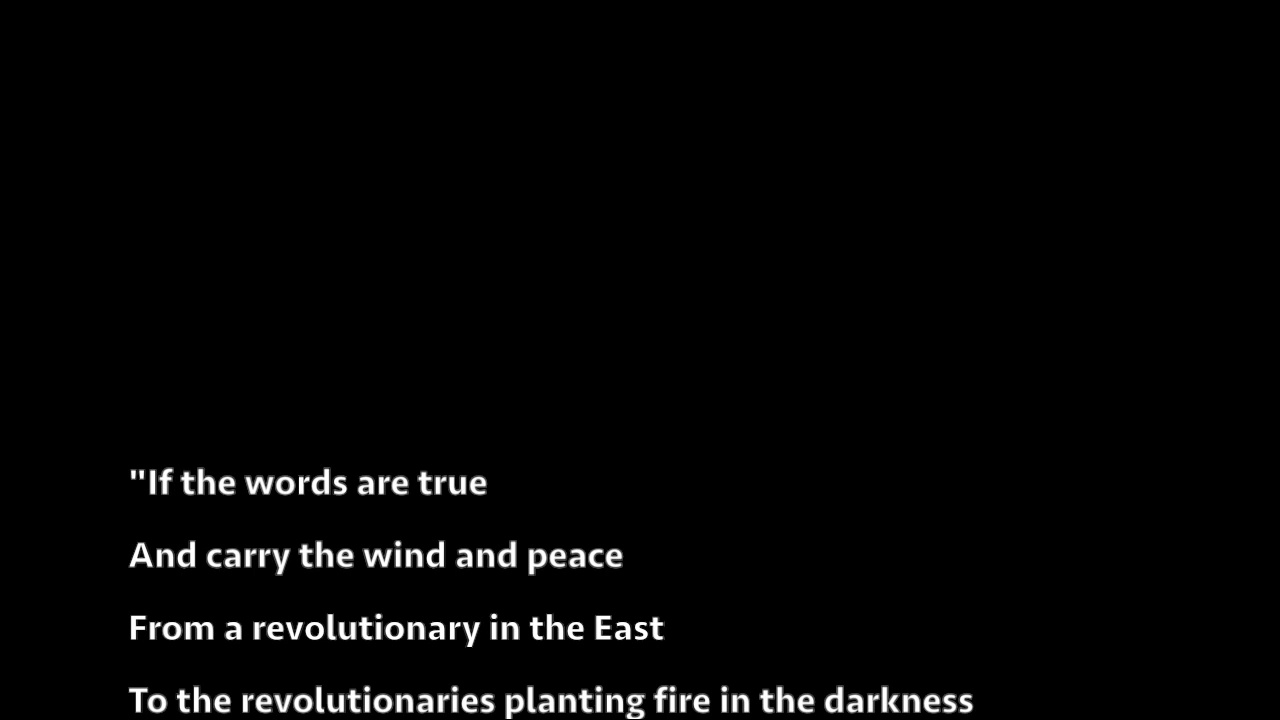 "If the words are true
And carry the wind and peace
From a revolutionary in the East
To the revolutionaries planting fire in the darkness